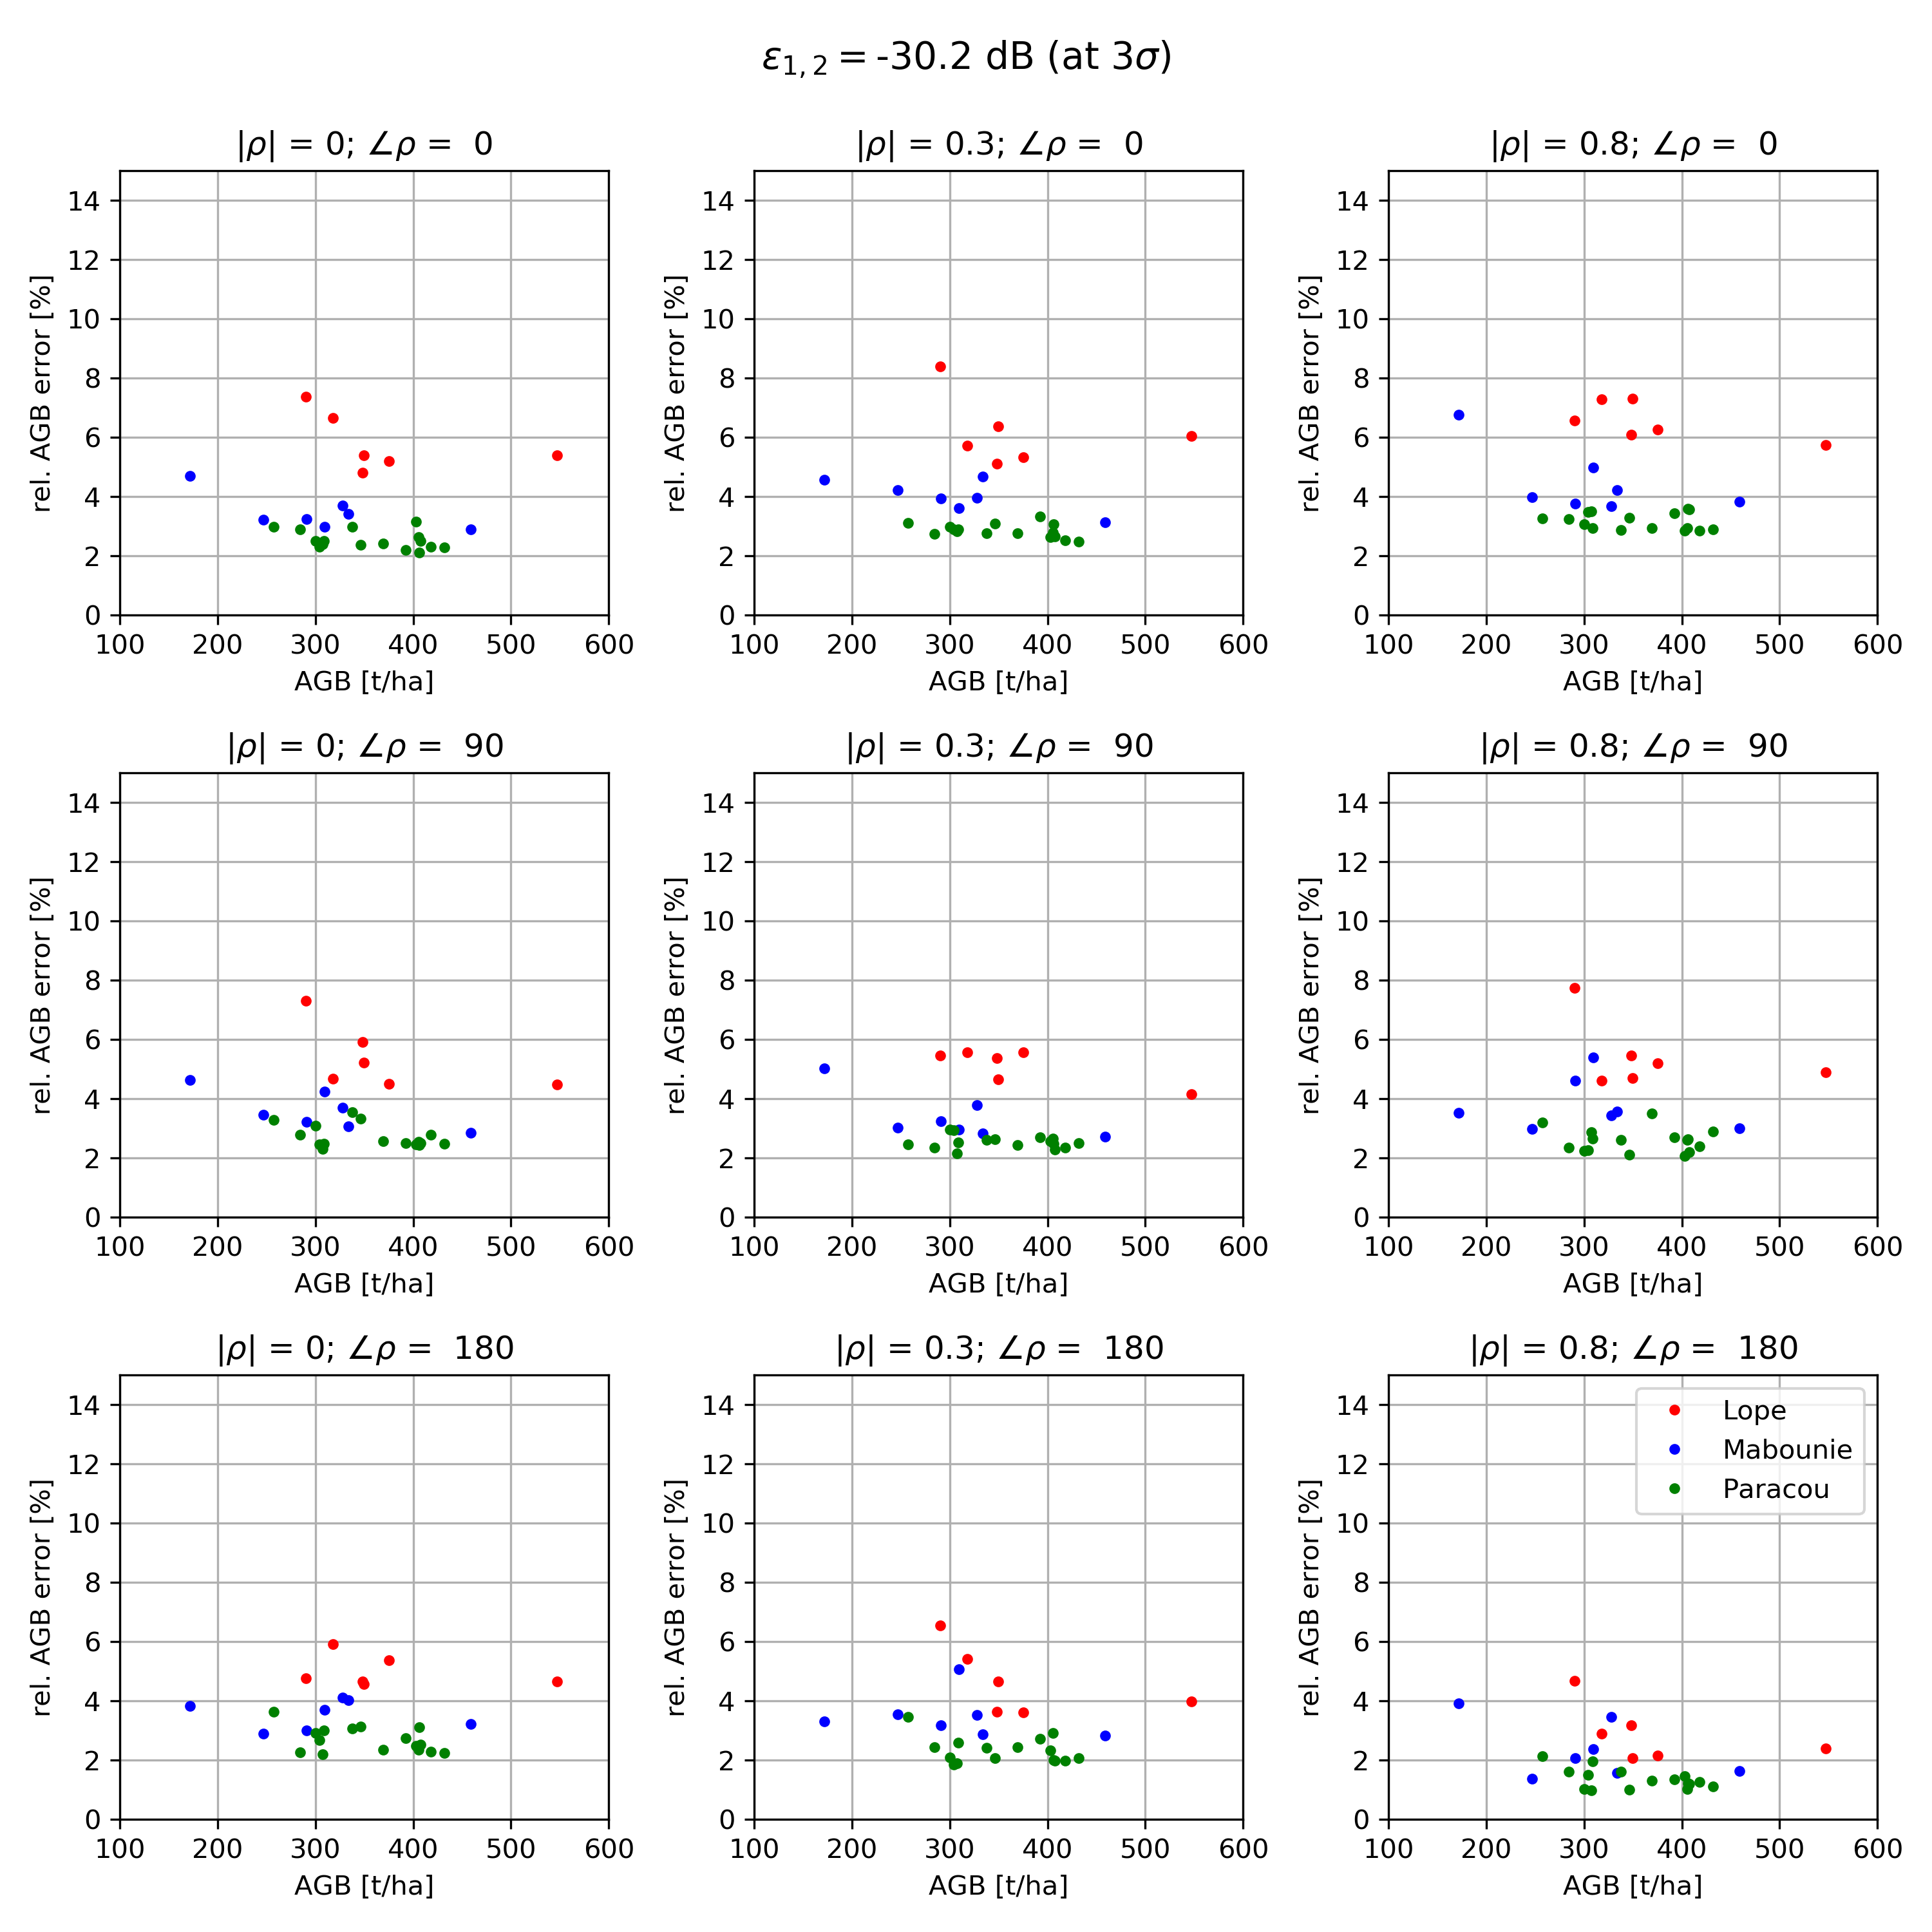 ε1,2 = -30.2 dB (at 3σ)
|ρ| = 0; ∠ρ = 0
|ρ| = 0.3; ∠ρ = 0
|ρ| = 0.8; ∠ρ = 0
14 12 10 8 6 4 2 0
rel. AGB error [%]
100 200 300 400 500 600
AGB [t/ha]
14 12 10 8 6 4 2 0
rel. AGB error [%]
100 200 300 400 500 600
AGB [t/ha]
14 12 10 8 6 4 2 0
rel. AGB error [%]
100 200 300 400 500 600
AGB [t/ha]
|ρ| = 0; ∠ρ = 90
|ρ| = 0.3; ∠ρ = 90
|ρ| = 0.8; ∠ρ = 90
14 12 10 8 6 4 2 0
rel. AGB error [%]
100 200 300 400 500 600
AGB [t/ha]
14 12 10 8 6 4 2 0
rel. AGB error [%]
100 200 300 400 500 600
AGB [t/ha]
14 12 10 8 6 4 2 0
rel. AGB error [%]
100 200 300 400 500 600
AGB [t/ha]
|ρ| = 0; ∠ρ = 180
|ρ| = 0.3; ∠ρ = 180
|ρ| = 0.8; ∠ρ = 180
14 12 10 8 6 4 2 0
rel. AGB error [%]
100 200 300 400 500 600
AGB [t/ha]
14 12 10 8 6 4 2 0
rel. AGB error [%]
100 200 300 400 500 600
AGB [t/ha]
14 12 10 8 6 4 2 0
rel. AGB error [%]
100 200 300 400 500 600
AGB [t/ha]
Lope
Mabounie
Paracou